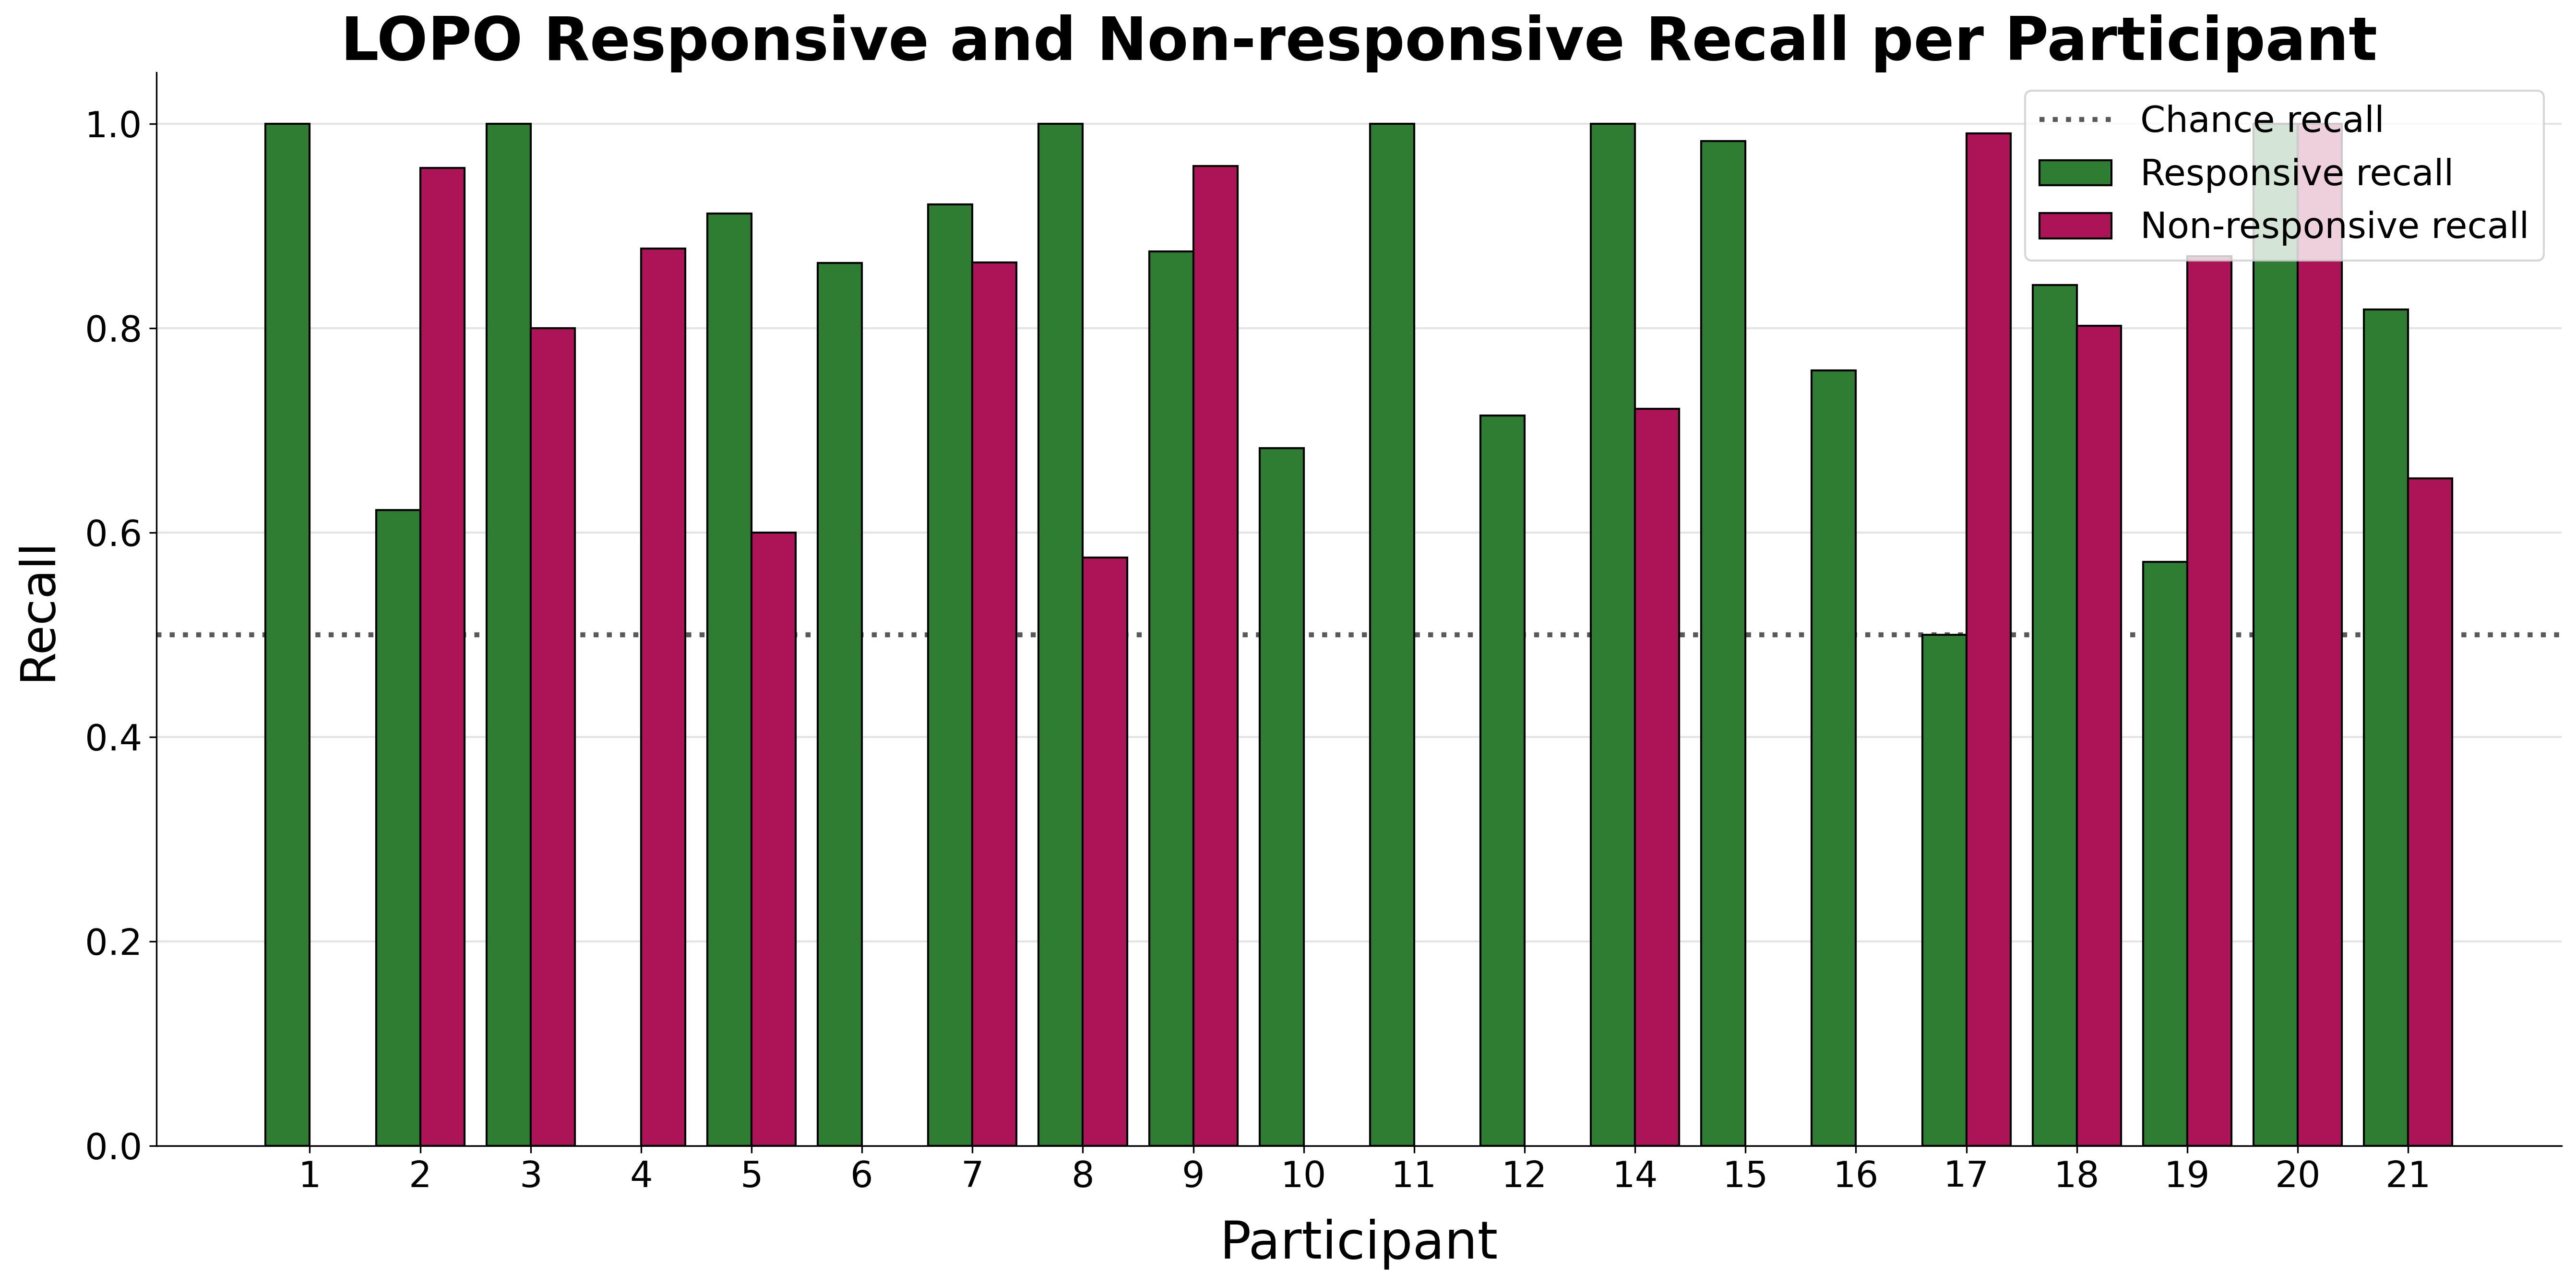 LOPO Responsive and Non-responsive Recall per Participant
Chance recall
Responsive recall
Non-responsive recall
1.0
0.8
0.6
0.4
0.2
0.0
Recall
1 2 3 4 5 6 7 8 9 10 11 12 14 15 16 17 18 19 20 21
Participant